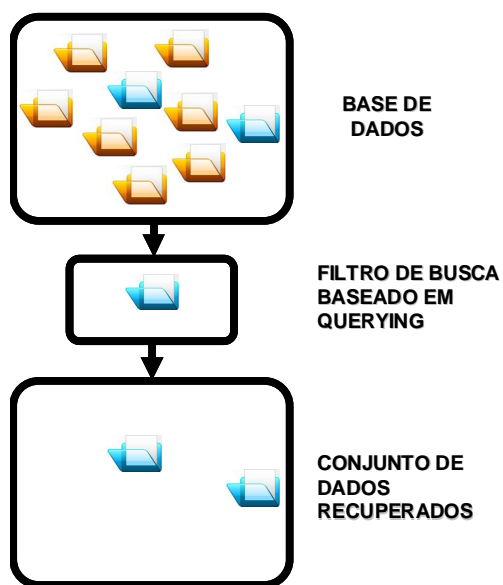 BASE DE
DADOS
FILTRO DE BUSCA
BASEADO EM
QUERYING
CONJUNTO DE
DADOS
RECUPERADOS